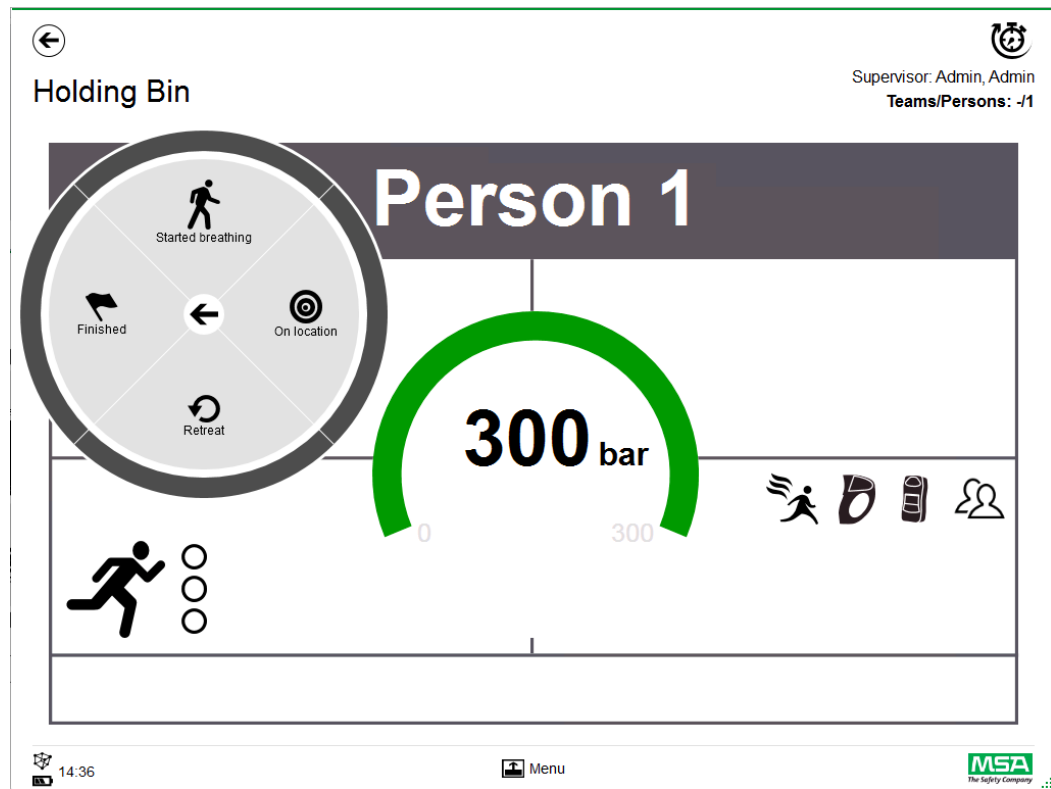 Holding Bin
Supervisor: Admin, Admin
Teams/Persons: -/1
Person 1
Started breathing
Finished
On location
Retreat
300 bar
0
300
14:36
Menu
MSA
The Safety Company